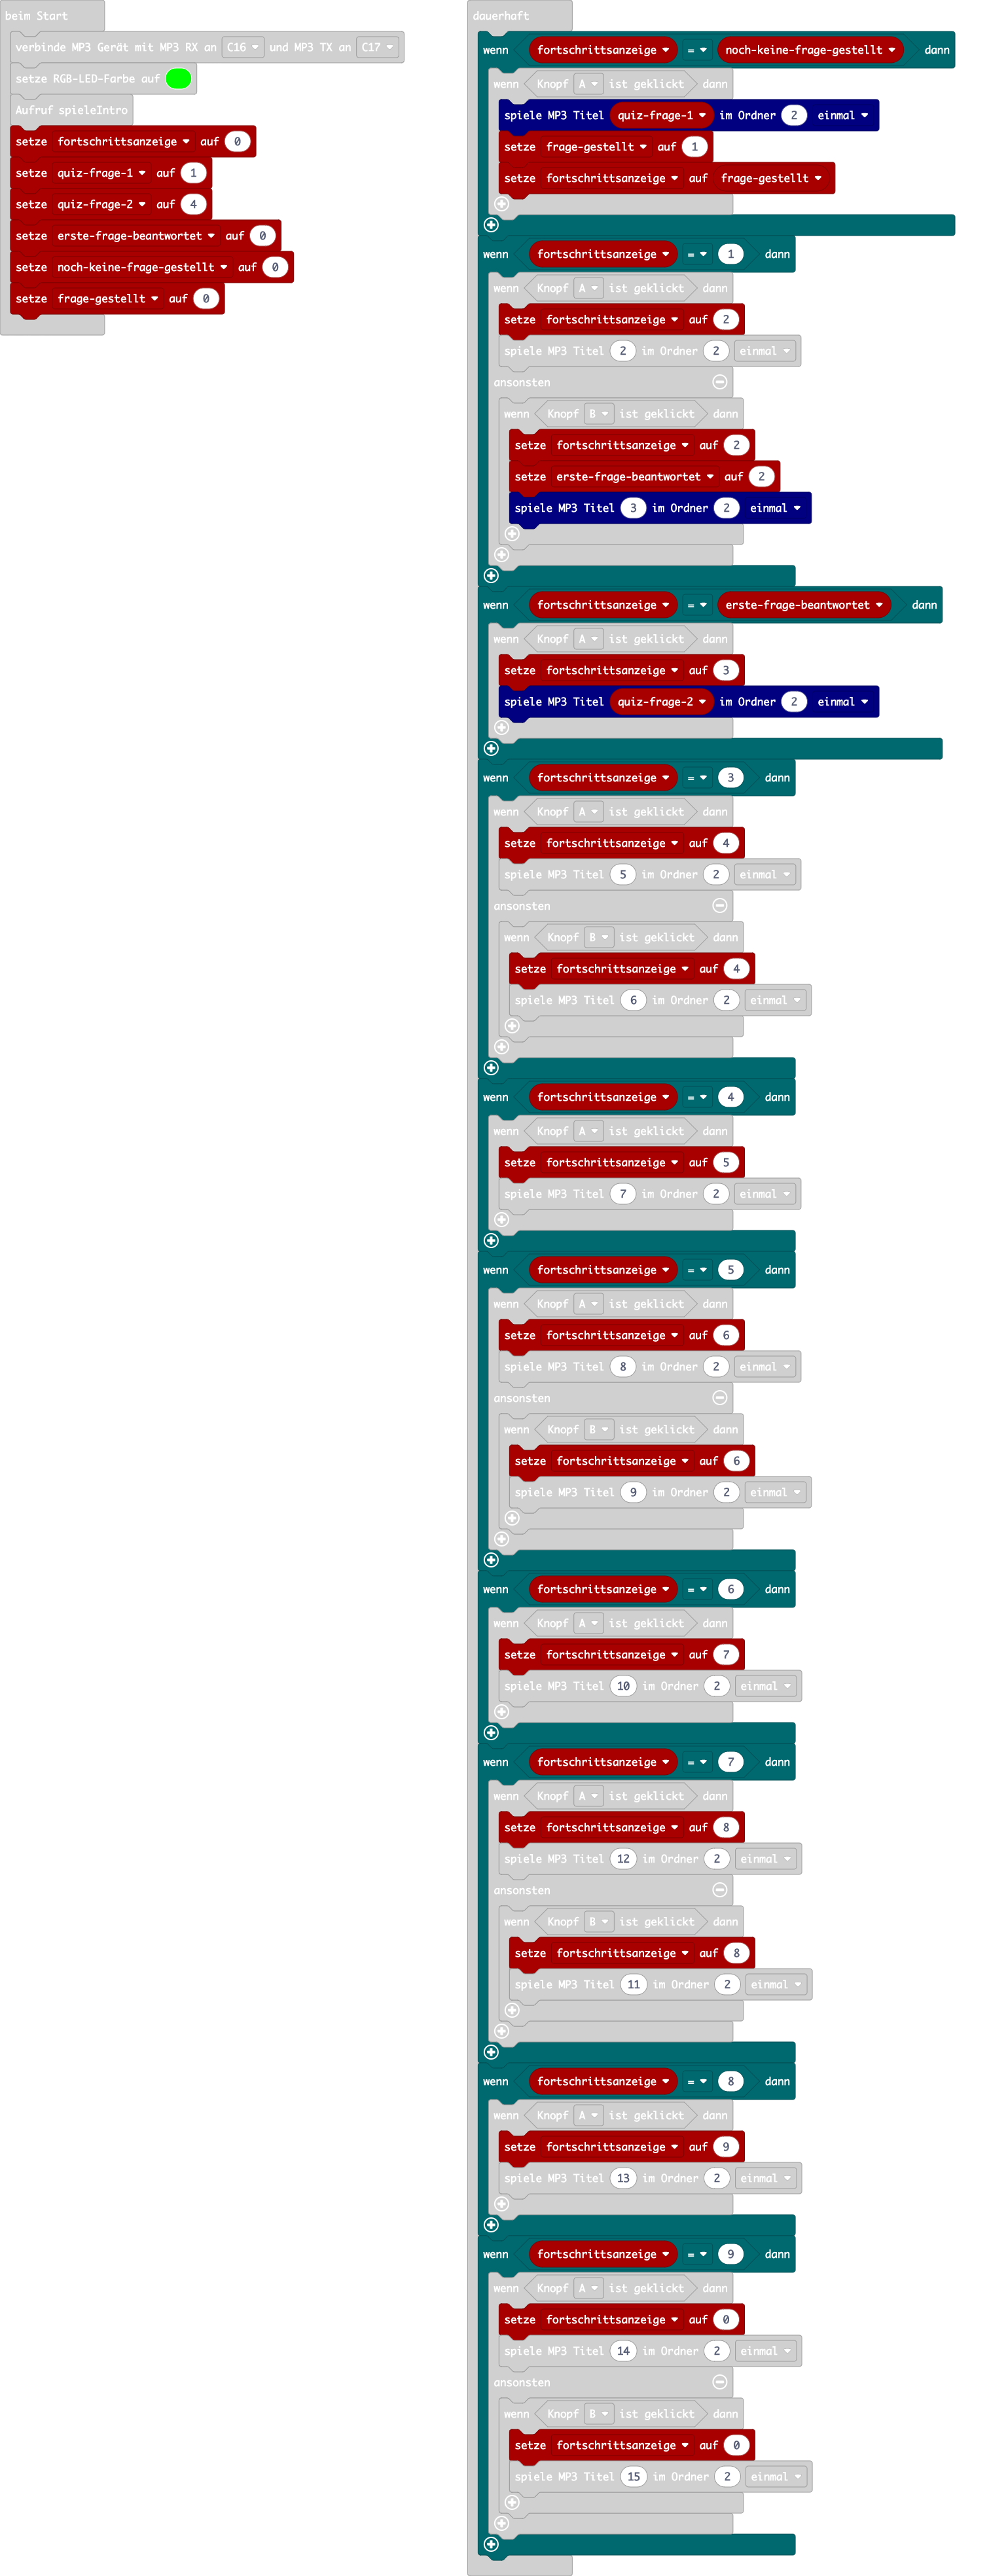 beim Start
verbinde MP3 Gerät mit MP3 RX an C16 und MP3 TX an C17
setze RGB-LED-Farbe auf
Aufruf spieleIntro
setze fortschrittsanzeige auf 0
setze quiz-frage-1 auf 1
setze quiz-frage-2 auf 4
setze erste-frage-beantwortet auf 0
setze noch-keine-frage-gestellt auf 0
setze frage-gestellt auf 0
dauerhaft
wenn fortschrittsanzeige = noch-keine-frage-gestellt dann
wenn Knopf A ist geklickt dann
spiele MP3 Titel quiz-frage-1 im Ordner 2 einmal
setze frage-gestellt auf 1
setze fortschrittsanzeige auf frage-gestellt
wenn fortschrittsanzeige = 1 dann
wenn Knopf A ist geklickt dann
setze fortschrittsanzeige auf 2
spiele MP3 Titel 2 im Ordner 2 einmal
ansonsten
wenn Knopf B ist geklickt dann
setze fortschrittsanzeige auf 2
setze erste-frage-beantwortet auf 2
spiele MP3 Titel 3 im Ordner 2 einmal
wenn fortschrittsanzeige = erste-frage-beantwortet dann
wenn Knopf A ist geklickt dann
setze fortschrittsanzeige auf 3
spiele MP3 Titel quiz-frage-2 im Ordner 2 einmal
wenn fortschrittsanzeige = 3 dann
wenn Knopf A ist geklickt dann
setze fortschrittsanzeige auf 4
spiele MP3 Titel 5 im Ordner 2 einmal
ansonsten
wenn Knopf B ist geklickt dann
setze fortschrittsanzeige auf 4
spiele MP3 Titel 6 im Ordner 2 einmal
wenn fortschrittsanzeige = 4 dann
wenn Knopf A ist geklickt dann
setze fortschrittsanzeige auf 5
spiele MP3 Titel 7 im Ordner 2 einmal
wenn fortschrittsanzeige = 5 dann
wenn Knopf A ist geklickt dann
setze fortschrittsanzeige auf 6
spiele MP3 Titel 8 im Ordner 2 einmal
ansonsten
wenn Knopf B ist geklickt dann
setze fortschrittsanzeige auf 6
spiele MP3 Titel 9 im Ordner 2 einmal
wenn fortschrittsanzeige = 6 dann
wenn Knopf A ist geklickt dann
setze fortschrittsanzeige auf 7
spiele MP3 Titel 10 im Ordner 2 einmal
wenn fortschrittsanzeige = 7 dann
wenn Knopf A ist geklickt dann
setze fortschrittsanzeige auf 8
spiele MP3 Titel 12 im Ordner 2 einmal
ansonsten
wenn Knopf B ist geklickt dann
setze fortschrittsanzeige auf 8
spiele MP3 Titel 11 im Ordner 2 einmal
wenn fortschrittsanzeige = 8 dann
wenn Knopf A ist geklickt dann
setze fortschrittsanzeige auf 9
spiele MP3 Titel 13 im Ordner 2 einmal
wenn fortschrittsanzeige = 9 dann
wenn Knopf A ist geklickt dann
setze fortschrittsanzeige auf 0
spiele MP3 Titel 14 im Ordner 2 einmal
ansonsten
wenn Knopf B ist geklickt dann
setze fortschrittsanzeige auf 0
spiele MP3 Titel 15 im Ordner 2 einmal